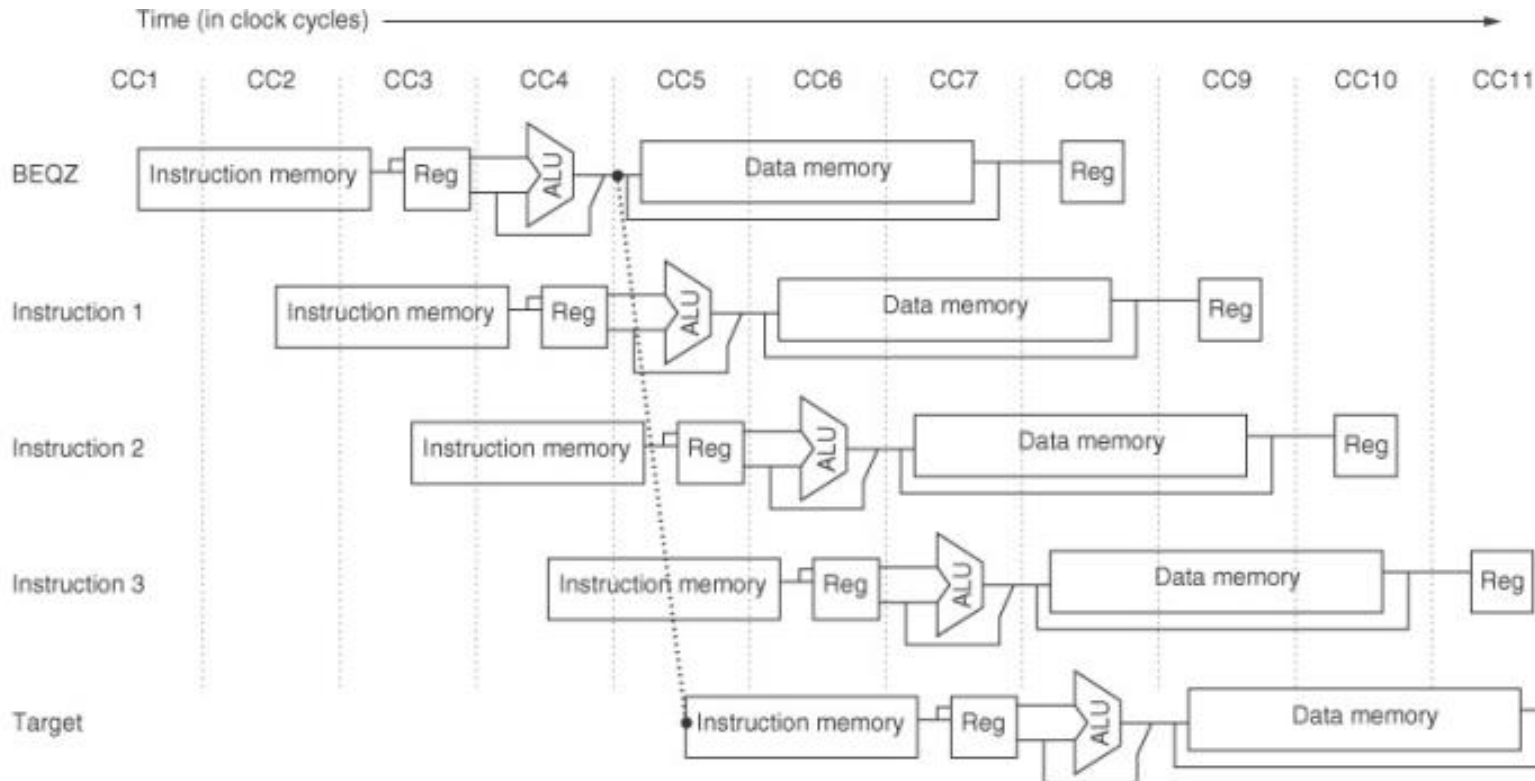 Time (in clock cycles)
CC1 CC2 CC3 CC4 CC5 CC6 CC7 CC8 CC9 CC10 CC11
BEQZ Instruction memory Reg ALU Data memory Reg
Instruction 1 Instruction memory Reg ALU Data memory Reg
Instruction 2 Instruction memory Reg ALU Data memory Reg
Instruction 3 Instruction memory Reg ALU Data memory Reg
Target Instruction memory Reg ALU Data memory